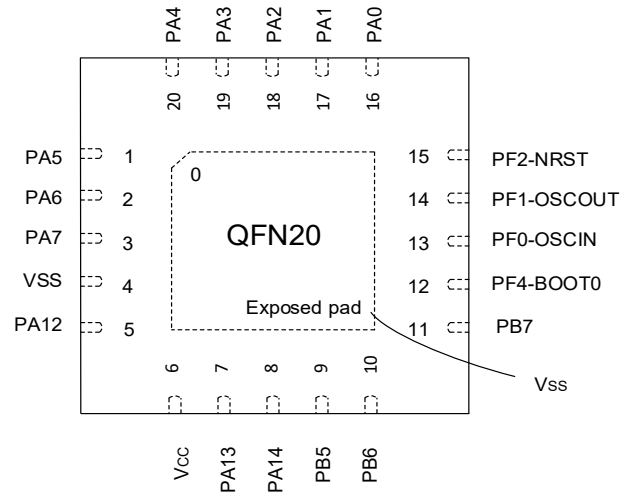 PA4 PA3 PA2 PA1 PA0
20 19 18 17 16
PA5 1 15 PF2-NRST
0
PA6 2 14 PF1-OSCOUT
PA7 3 QFN20 13 PF0-OSCIN
VSS 4 12 PF4-BOOT0
Exposed pad
PA12 5 11 PB7
6 7 8 9 10
Vss
Vcc PA13 PA14 PB5 PB6